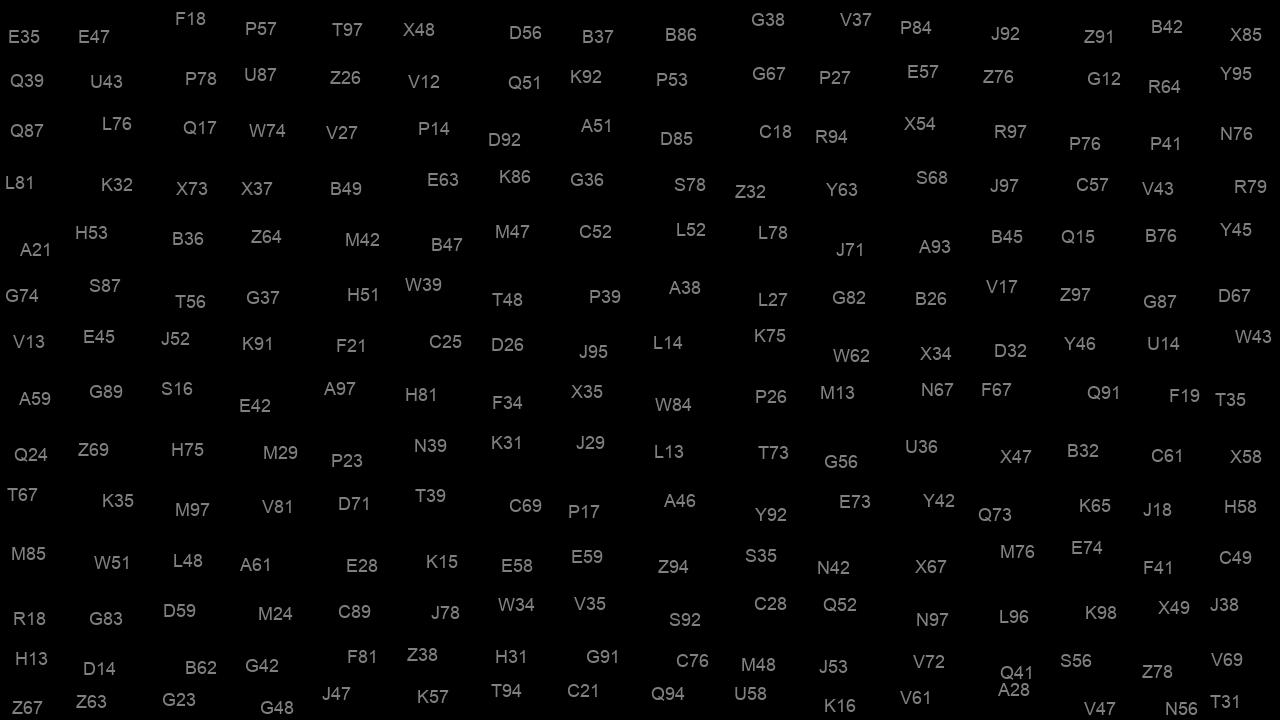 E35 E47 F18 P57 T97 X48 D56 B37 B86 G38 V37 P84 J92 Z91 B42 X85
Q39 U43 P78 U87 Z26 V12 Q51 K92 P53 G67 P27 E57 Z76 G12 R64 Y95
Q87 L76 Q17 W74 V27 P14 D92 A51 D85 C18 R94 X54 R97 P76 P41 N76
L81 K32 X73 X37 B49 E63 K86 G36 S78 Z32 Y63 S68 J97 C57 V43 R79
A21 H53 B36 Z64 M42 B47 M47 C52 L52 L78 J71 A93 B45 Q15 B76 Y45
G74 S87 T56 G37 H51 W39 T48 P39 A38 L27 G82 B26 V17 Z97 G87 D67
V13 E45 J52 K91 F21 C25 D26 J95 L14 K75 W62 X34 D32 Y46 U14 W43
A59 G89 S16 E42 A97 H81 F34 X35 W84 P26 M13 N67 F67 Q91 F19 T35
Q24 Z69 H75 M29 P23 N39 K31 J29 L13 T73 G56 U36 X47 B32 C61 X58
T67 K35 M97 V81 D71 T39 C69 P17 A46 Y92 E73 Y42 Q73 K65 J18 H58
M85 W51 L48 A61 E28 K15 E58 E59 Z94 S35 N42 X67 M76 E74 F41 C49
R18 G83 D59 M24 C89 J78 W34 V35 S92 C28 Q52 N97 L96 K98 X49 J38
H13 D14 B62 G42 F81 Z38 H31 G91 C76 M48 J53 V72 Q41 S56 Z78 V69
Z67 Z63 G23 G48 J47 K57 T94 C21 Q94 U58 K16 V61 A28 V47 N56 T31